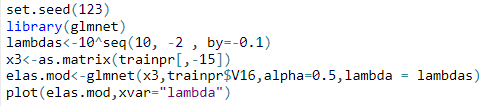 set.seed(123)
library(glmnet)
lambdas<-10^seq(10, -2 , by=-0.1)
x3<-as.matrix(trainpr[,-15])
elas.mod<-glmnet(x3,trainpr$V16,alpha=0.5,lambda = lambdas)
plot(elas.mod,xvar="lambda")